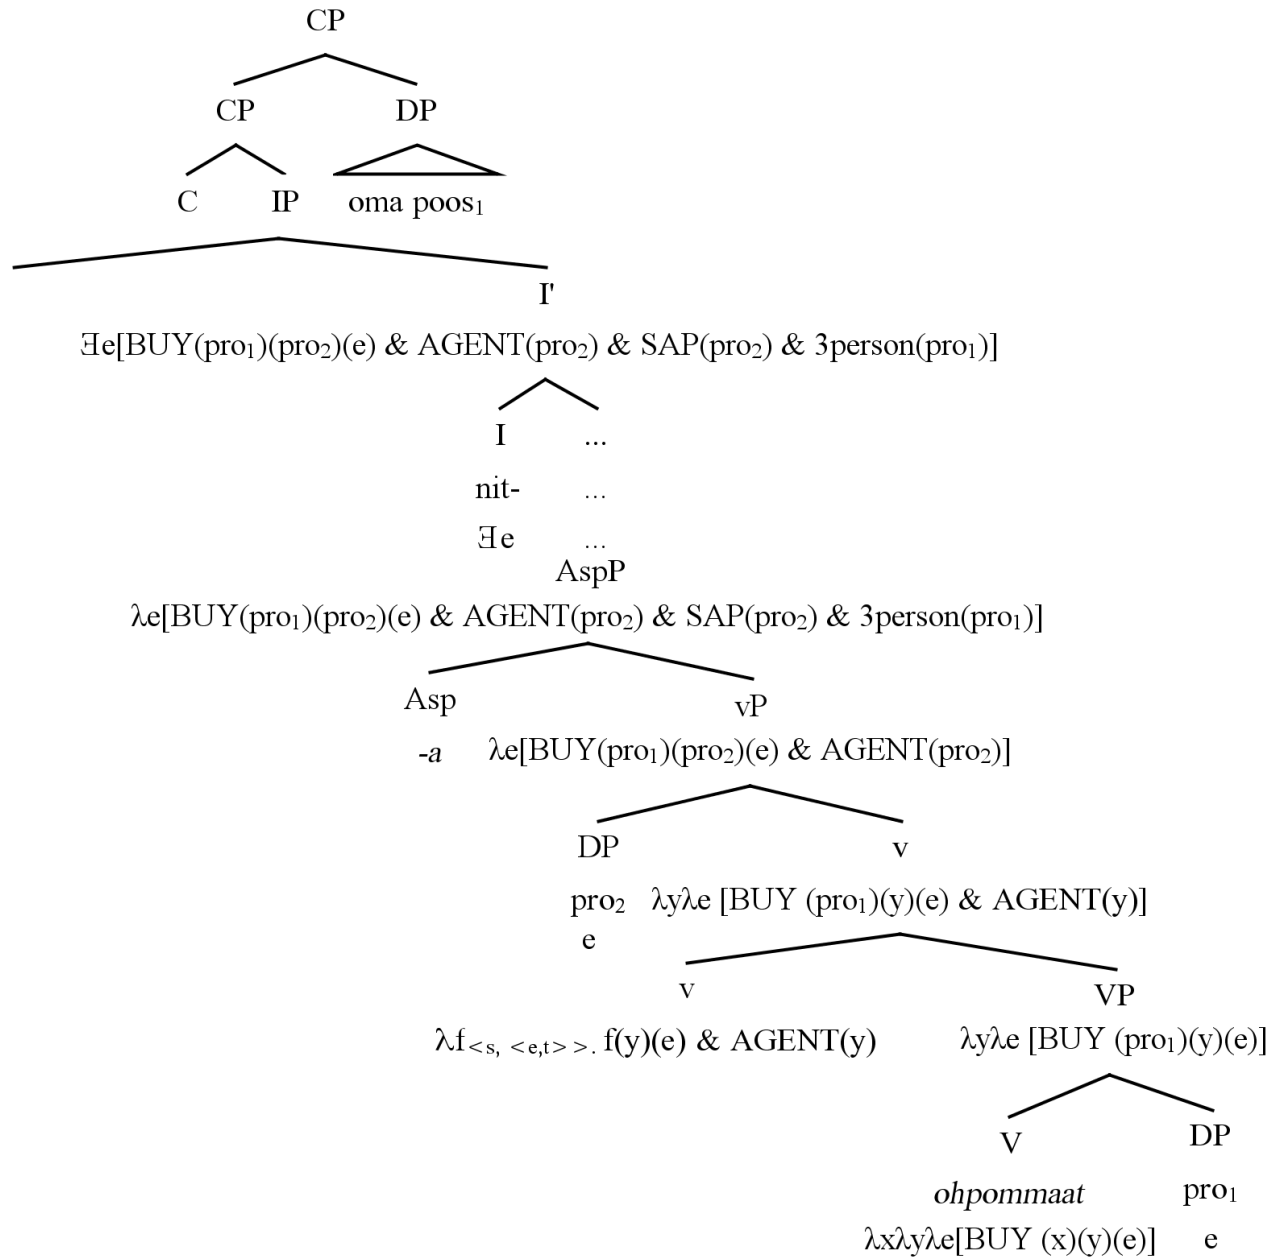 CP
CP DP
C IP oma poos₁
I'
∃e[BUY(pro₁)(pro₂)(e) & AGENT(pro₂) & SAP(pro₂) & 3person(pro₁)]
I ...
nit- ...
∃e ...
AspP
λe[BUY(pro₁)(pro₂)(e) & AGENT(pro₂) & SAP(pro₂) & 3person(pro₁)]
Asp vP
-a λe[BUY(pro₁)(pro₂)(e) & AGENT(pro₂)]
DP v
pro₂ λyλe [BUY (pro₁)(y)(e) & AGENT(y)]
e
v VP
λf<s, <e,t>>. f(y)(e) & AGENT(y) λyλe [BUY (pro₁)(y)(e)]
V DP
ohpommaat pro₁
λxλyλe[BUY (x)(y)(e)] e